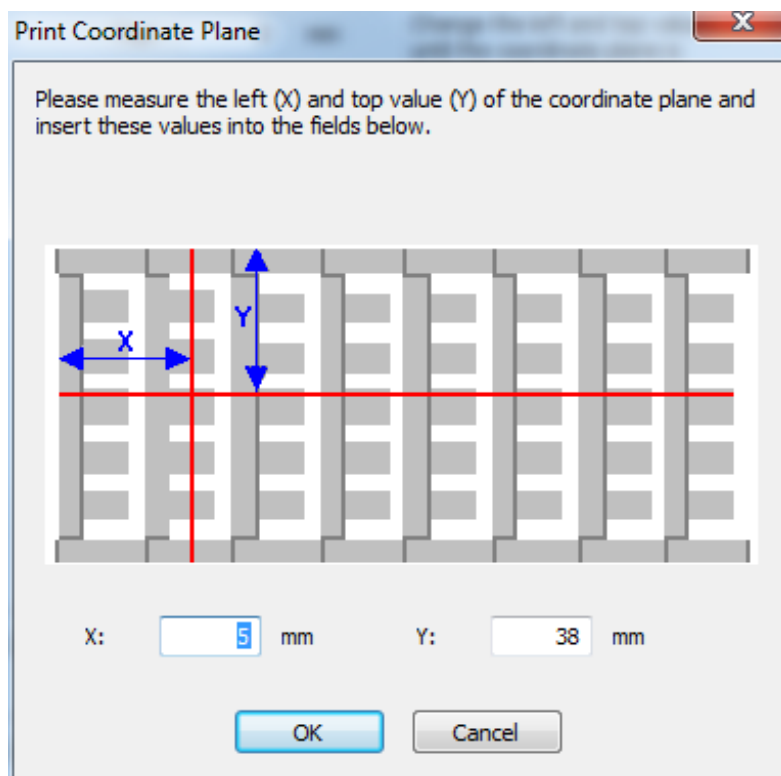 Print Coordinate Plane
Please measure the left (X) and top value (Y) of the coordinate plane and
insert these values into the fields below.
Y
X
X: 5 mm Y: 38 mm
OK Cancel